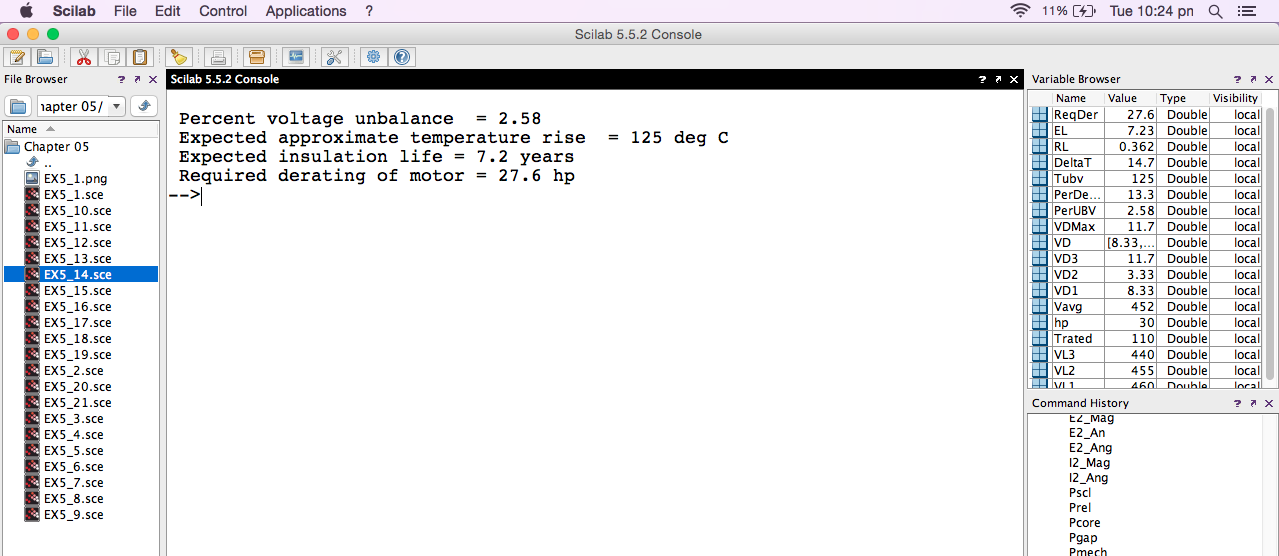 Scilab File Edit Control Applications ? 11% Tue 10:24 pn
Scilab 5.5.2 Console
File Browser ? ↗ ×
hapter 05/
Name
Chapter 05
..
EX5_1.png
EX5_1.sce
EX5_10.sce
EX5_11.sce
EX5_12.sce
EX5_13.sce
EX5_14.sce
EX5_15.sce
EX5_16.sce
EX5_17.sce
EX5_18.sce
EX5_19.sce
EX5_2.sce
EX5_20.sce
EX5_21.sce
EX5_3.sce
EX5_4.sce
EX5_5.sce
EX5_6.sce
EX5_7.sce
EX5_8.sce
EX5_9.sce
Scilab 5.5.2 Console ? ↗ ×
Percent voltage unbalance = 2.58
Expected approximate temperature rise = 125 deg C
Expected insulation life = 7.2 years
Required derating of motor = 27.6 hp
-->
Variable Browser ? ↗ ×
Name Value Type Visibility
ReqDer 27.6 Double local
EL 7.23 Double local
RL 0.362 Double local
DeltaT 14.7 Double local
Tubv 125 Double local
PerDe... 13.3 Double local
PerUBV 2.58 Double local
VDMax 11.7 Double local
VD [8.33,... Double local
VD3 11.7 Double local
VD2 3.33 Double local
VD1 8.33 Double local
Vavg 452 Double local
hp 30 Double local
Trated 110 Double local
VL3 440 Double local
VL2 455 Double local
VL1 460 Double local
Command History ? ↗ ×
E2_Mag
E2_An
E2_Ang
I2_Mag
I2_Ang
Pscl
Prel
Pcore
Pgap
Pmech